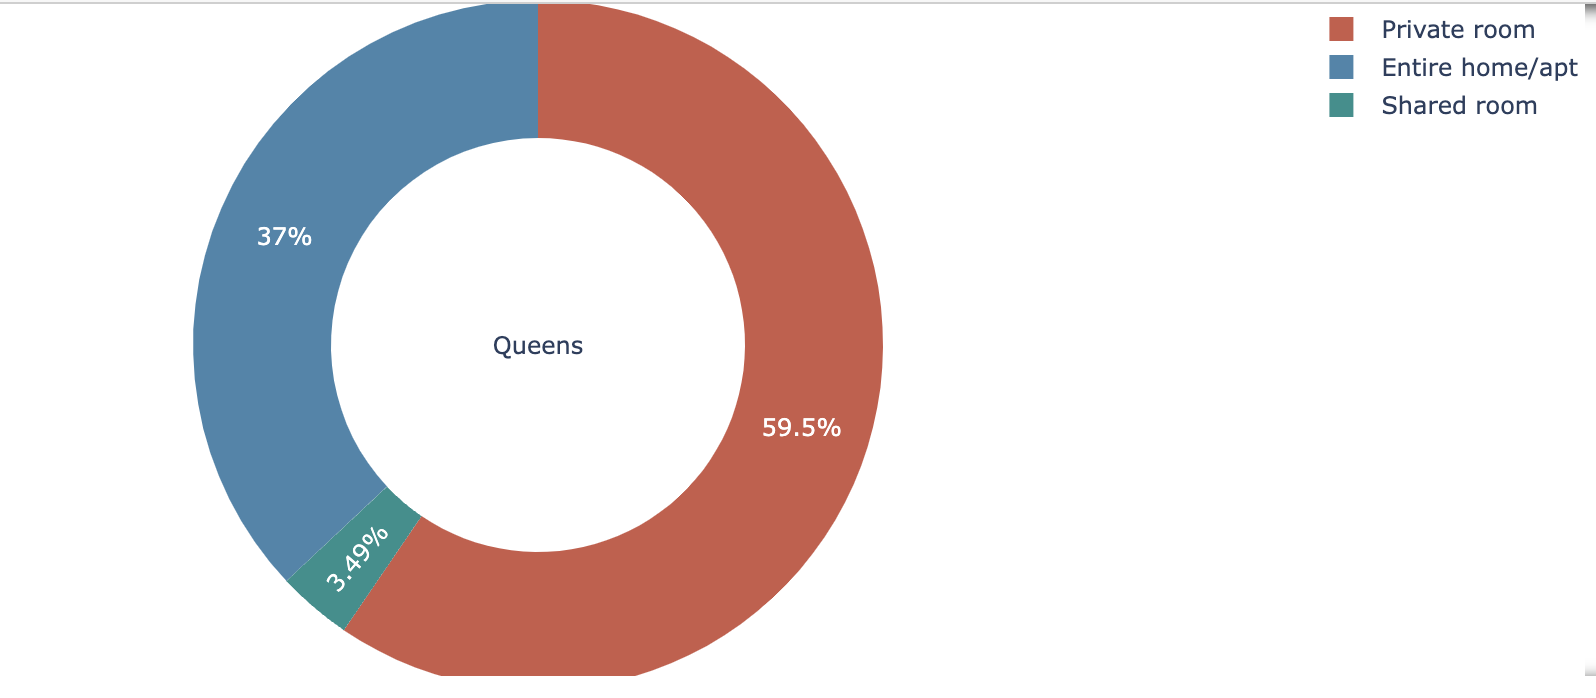 Private room
Entire home/apt
Shared room
37%
Queens
59.5%
3.49%